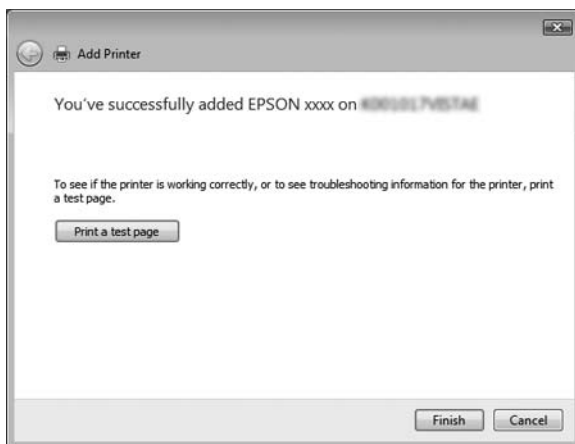 Add Printer
You've successfully added EPSON xxxx on
To see if the printer is working correctly, or to see troubleshooting information for the printer, print
a test page.
Print a test page
Finish
Cancel